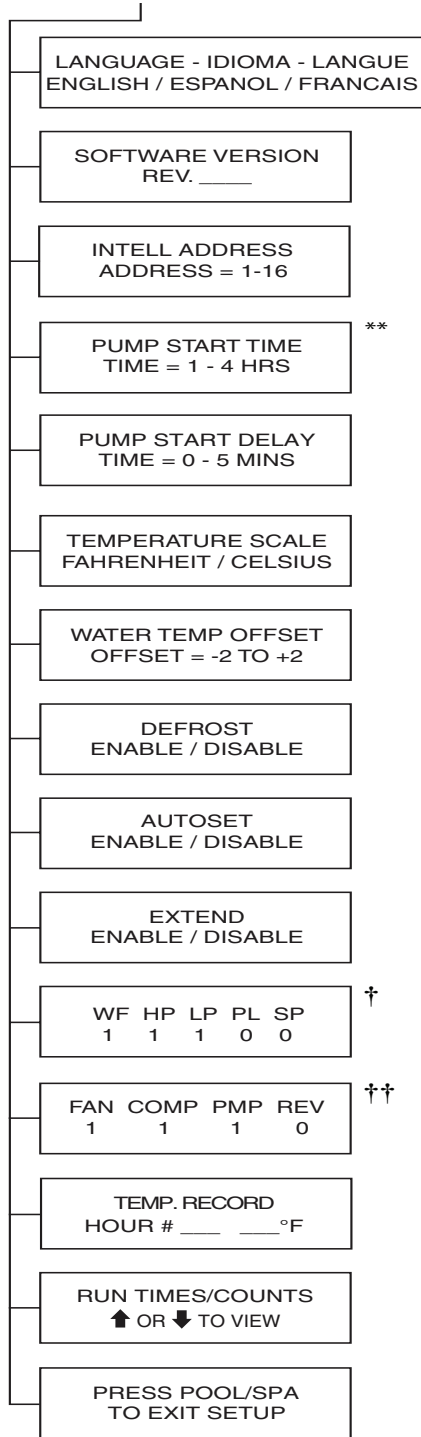 LANGUAGE - IDIOMA - LANGUE
ENGLISH / ESPANOL / FRANCAIS
SOFTWARE VERSION
REV. ____
INTELL ADDRESS
ADDRESS = 1-16
**
PUMP START TIME
TIME = 1 - 4 HRS
PUMP START DELAY
TIME = 0 - 5 MINS
TEMPERATURE SCALE
FAHRENHEIT / CELSIUS
WATER TEMP OFFSET
OFFSET = -2 TO +2
DEFROST
ENABLE / DISABLE
AUTOSET
ENABLE / DISABLE
EXTEND
ENABLE / DISABLE
†
WF HP LP PL SP
1 1 1 0 0
††
FAN COMP PMP REV
1 1 1 0
TEMP. RECORD
HOUR # ___ ___°F
RUN TIMES/COUNTS
⬆ OR ⬇ TO VIEW
PRESS POOL/SPA
TO EXIT SETUP